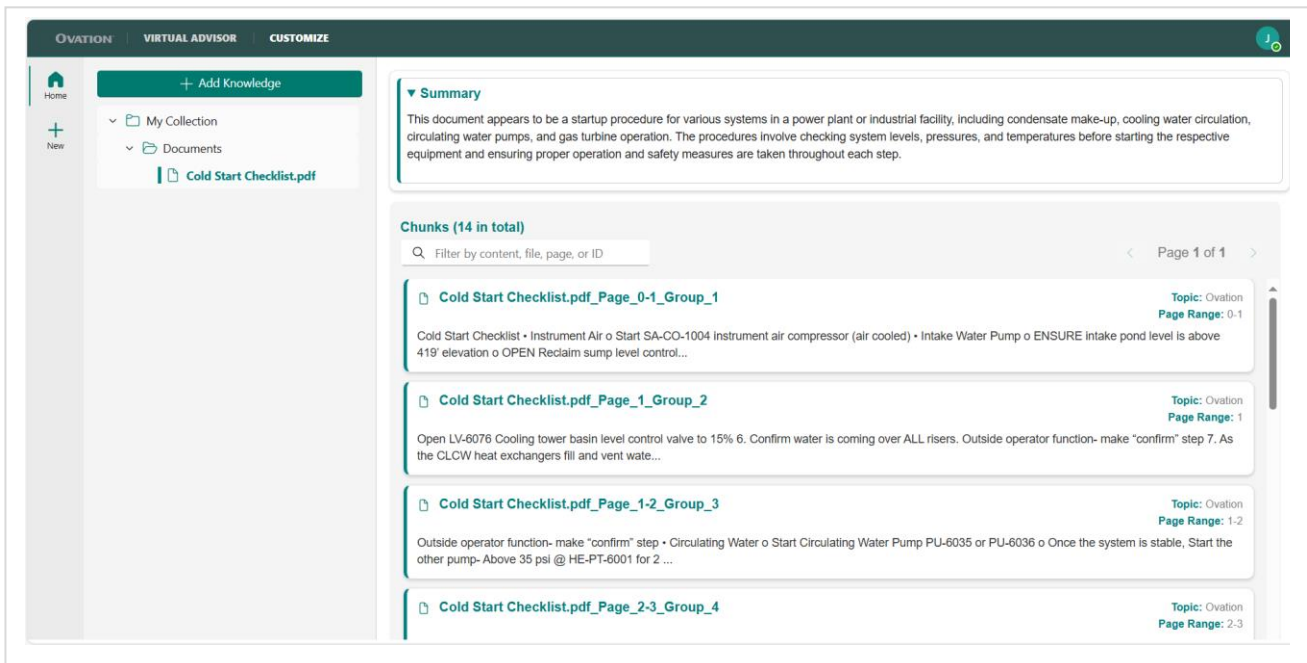 OVATION VIRTUAL ADVISOR CUSTOMIZE
J
Home
New
+ Add Knowledge
My Collection
Documents
Cold Start Checklist.pdf
▼ Summary
This document appears to be a startup procedure for various systems in a power plant or industrial facility, including condensate make-up, cooling water circulation,
circulating water pumps, and gas turbine operation. The procedures involve checking system levels, pressures, and temperatures before starting the respective
equipment and ensuring proper operation and safety measures are taken throughout each step.
Chunks (14 in total)
Filter by content, file, page, or ID
< Page 1 of 1 >
Cold Start Checklist.pdf_Page_0-1_Group_1
Topic: Ovation
Page Range: 0-1
Cold Start Checklist • Instrument Air o Start SA-CO-1004 instrument air compressor (air cooled) • Intake Water Pump o ENSURE intake pond level is above
419' elevation o OPEN Reclaim sump level control...
Cold Start Checklist.pdf_Page_1_Group_2
Topic: Ovation
Page Range: 1
Open LV-6076 Cooling tower basin level control valve to 15% 6. Confirm water is coming over ALL risers. Outside operator function- make “confirm” step 7. As
the CLCW heat exchangers fill and vent wate...
Cold Start Checklist.pdf_Page_1-2_Group_3
Topic: Ovation
Page Range: 1-2
Outside operator function- make “confirm” step • Circulating Water o Start Circulating Water Pump PU-6035 or PU-6036 o Once the system is stable, Start the
other pump- Above 35 psi @ HE-PT-6001 for 2 ...
Cold Start Checklist.pdf_Page_2-3_Group_4
Topic: Ovation
Page Range: 2-3